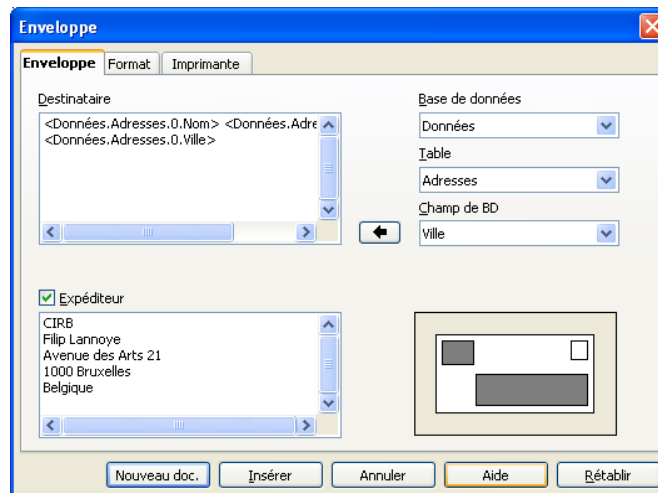 Enveloppe
Enveloppe Format Imprimante
Destinataire
<Données.Adresses.0.Nom> <Données.Adre
<Données.Adresses.0.Ville>
Base de données
Données
Table
Adresses
Champ de BD
Ville
Expéditeur
CIRB
Filip Lannoye
Avenue des Arts 21
1000 Bruxelles
Belgique
Nouveau doc. Insérer Annuler Aide Rétablir